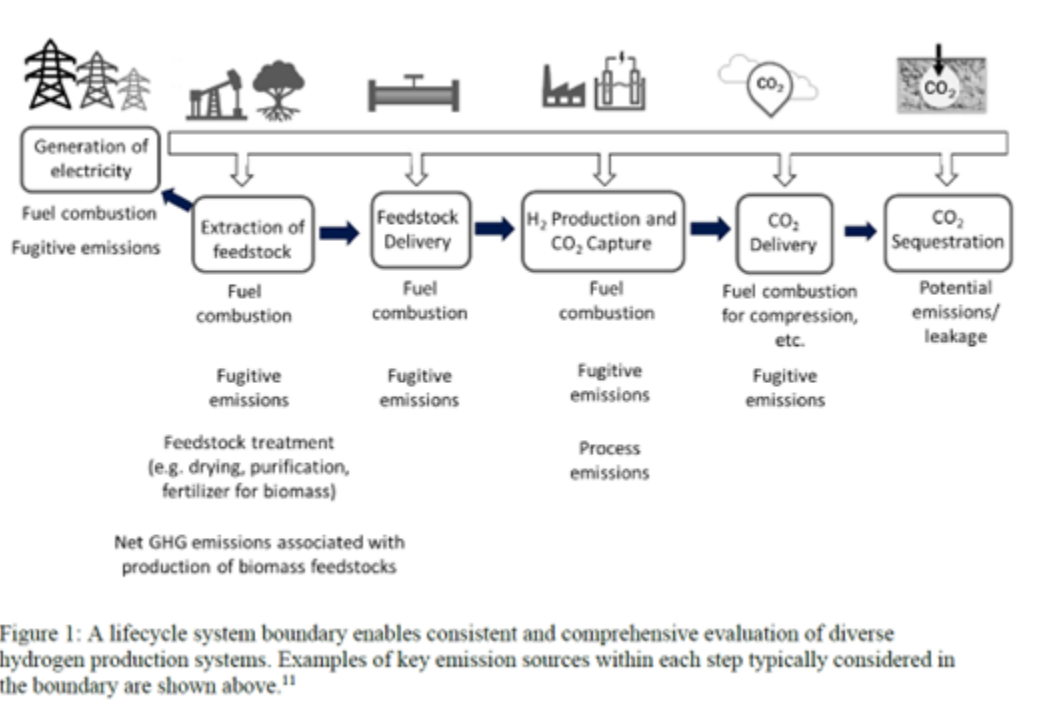 CO2
CO2
Generation of
electricity
Fuel combustion
Fugitive emissions
Extraction of
feedstock
Fuel
combustion
Fugitive
emissions
Feedstock treatment
(e.g. drying, purification,
fertilizer for biomass)
Net GHG emissions associated with
production of biomass feedstocks
Feedstock
Delivery
Fuel
combustion
Fugitive
emissions
H2 Production and
CO2 Capture
Fuel
combustion
Fugitive
emissions
Process
emissions
CO2
Delivery
Fuel combustion
for compression,
etc.
Fugitive
emissions
CO2
Sequestration
Potential
emissions/
leakage
Figure 1: A lifecycle system boundary enables consistent and comprehensive evaluation of diverse
hydrogen production systems. Examples of key emission sources within each step typically considered in
the boundary are shown above.11